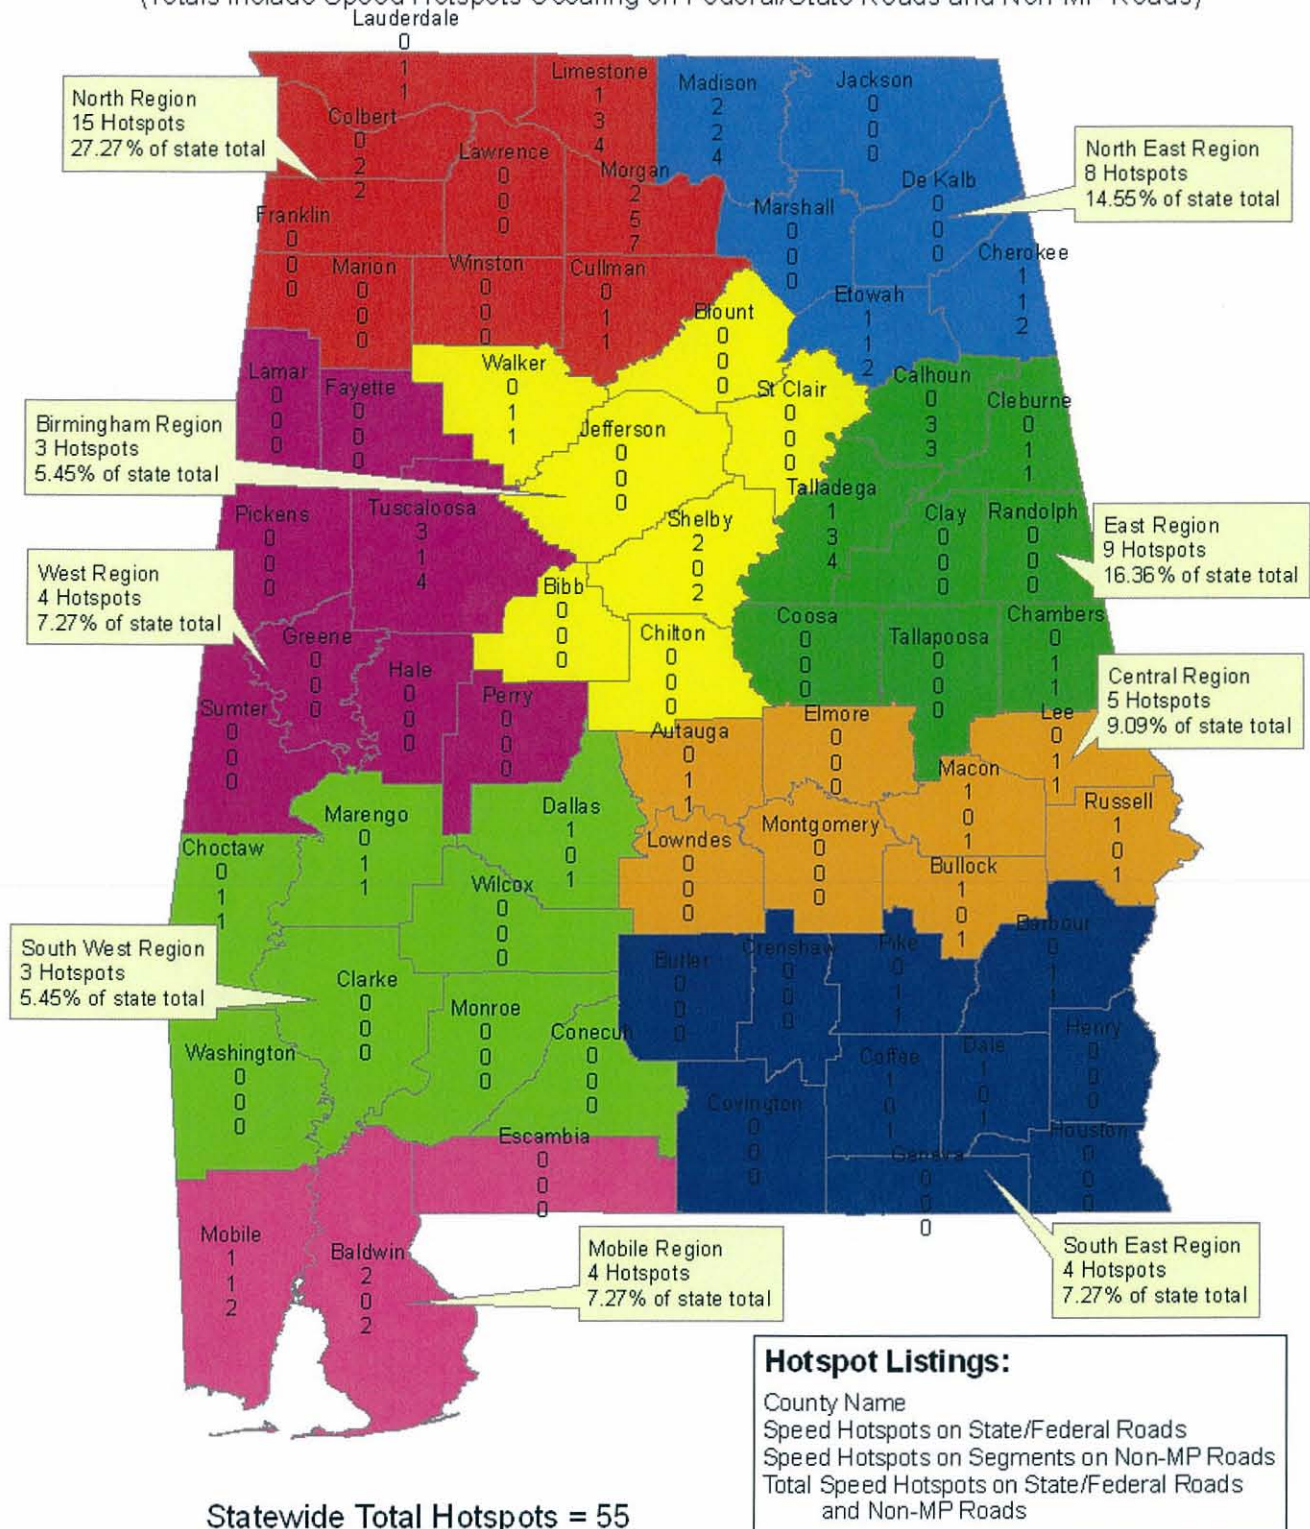 (Totals Include Speed Hotspots Occuring on Federal/State Roads and Non-MP Roads)
Lauderdale
0
1
1
Limestone
1
3
4
Madison
2
2
4
Jackson
0
0
0
North Region
15 Hotspots
27.27% of state total
Colbert
0
2
2
Lawrence
0
0
0
Morgan
2
5
7
North East Region
8 Hotspots
14.55% of state total
De Kalb
0
0
0
Marshall
0
0
0
Franklin
0
0
0
Marion
0
0
0
Winston
0
0
0
Cullman
0
1
1
Cherokee
1
1
2
Etowah
1
1
2
Blount
0
0
0
Lamar
0
0
0
Fayette
0
0
0
Walker
0
1
1
St Clair
0
0
0
Calhoun
0
3
3
Cleburne
0
1
1
Birmingham Region
3 Hotspots
5.45% of state total
Jefferson
0
0
0
Talladega
1
3
4
Pickens
0
0
0
Tuscaloosa
3
1
4
Shelby
2
0
2
Clay
0
0
0
Randolph
0
0
0
East Region
9 Hotspots
16.36% of state total
West Region
4 Hotspots
7.27% of state total
Bibb
0
0
0
Greene
0
0
0
Hale
0
0
0
Chilton
0
0
0
Coosa
0
0
0
Tallapoosa
0
0
0
Chambers
0
1
1
Central Region
5 Hotspots
9.09% of state total
Sumter
0
0
0
Perry
0
0
0
Autauga
0
1
1
Elmore
0
0
0
Lee
0
1
1
Macon
1
0
1
Russell
1
0
1
Marengo
0
1
1
Dallas
1
0
1
Lowndes
0
0
0
Montgomery
0
0
0
Bullock
1
0
1
Choctaw
0
1
1
Wilcox
0
0
0
South West Region
3 Hotspots
5.45% of state total
Butler
0
0
0
Crenshaw
0
0
0
Pike
0
1
1
Barbour
0
1
1
Clarke
0
0
0
Monroe
0
0
0
Conecuh
0
0
0
Washington
0
0
0
Coffee
1
0
1
Dale
1
0
1
Henry
0
0
0
Covington
0
0
0
Escambia
0
0
0
Geneva
0
0
0
Houston
0
0
0
Mobile
1
1
2
Baldwin
2
0
2
Mobile Region
4 Hotspots
7.27% of state total
South East Region
4 Hotspots
7.27% of state total
Hotspot Listings:
County Name
Speed Hotspots on State/Federal Roads
Speed Hotspots on Segments on Non-MP Roads
Total Speed Hotspots on State/Federal Roads
and Non-MP Roads
Statewide Total Hotspots = 55